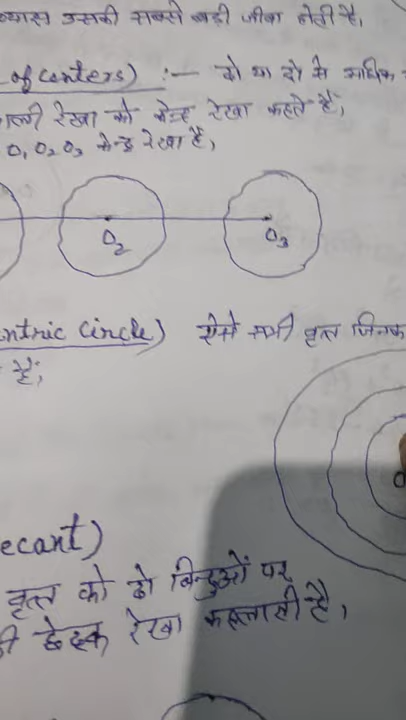 व्यास उसकी सबसे बड़ी जीवा होती है,
of centers) :— दो या दो से अधिक
रेखा को केन्द्र रेखा कहते हैं,
O₁ O₂ O₃ केन्द्र रेखा है,
O₂ O₃
ntric Circle) ऐसे सभी वृत्त जिनक
हैं,
ecant)
वृत्त को दो बिन्दुओं पर
छेदक रेखा कहलाती है,